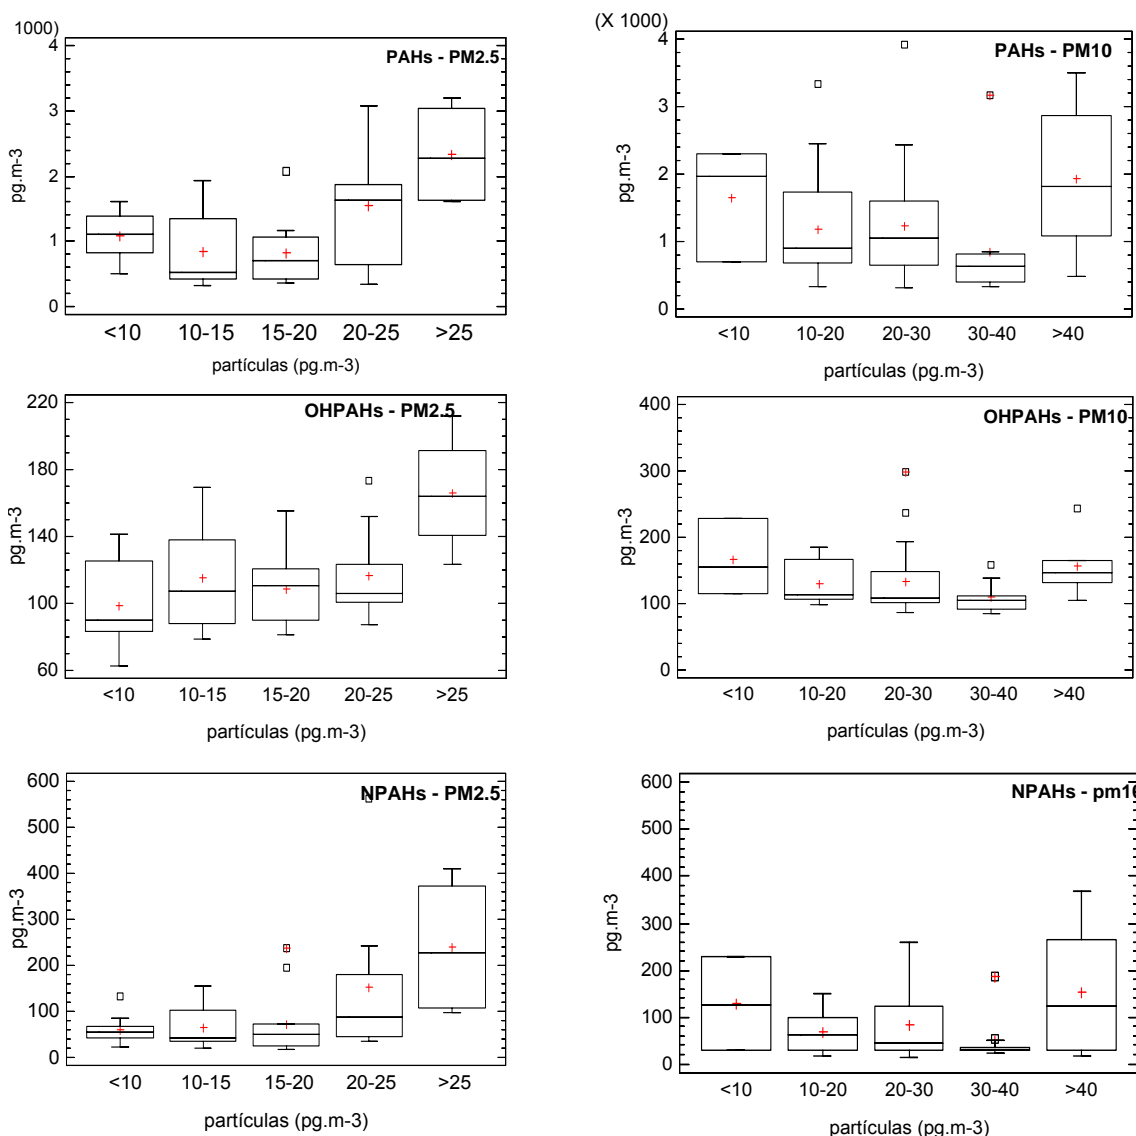 1000)
PAHs - PM2.5
pg.m-3
4
3
2
1
0
<10 10-15 15-20 20-25 >25
partículas (pg.m-3)
(X 1000)
PAHs - PM10
pg.m-3
4
3
2
1
0
<10 10-20 20-30 30-40 >40
partículas (pg.m-3)
OHPAHs - PM2.5
pg.m-3
220
180
140
100
60
<10 10-15 15-20 20-25 >25
partículas (pg.m-3)
OHPAHs - PM10
pg.m-3
400
300
200
100
0
<10 10-20 20-30 30-40 >40
partículas (pg.m-3)
NPAHs - PM2.5
pg.m-3
600
500
400
300
200
100
0
<10 10-15 15-20 20-25 >25
partículas (pg.m-3)
NPAHs - pm10
pg.m-3
600
500
400
300
200
100
0
<10 10-20 20-30 30-40 >40
partículas (pg.m-3)